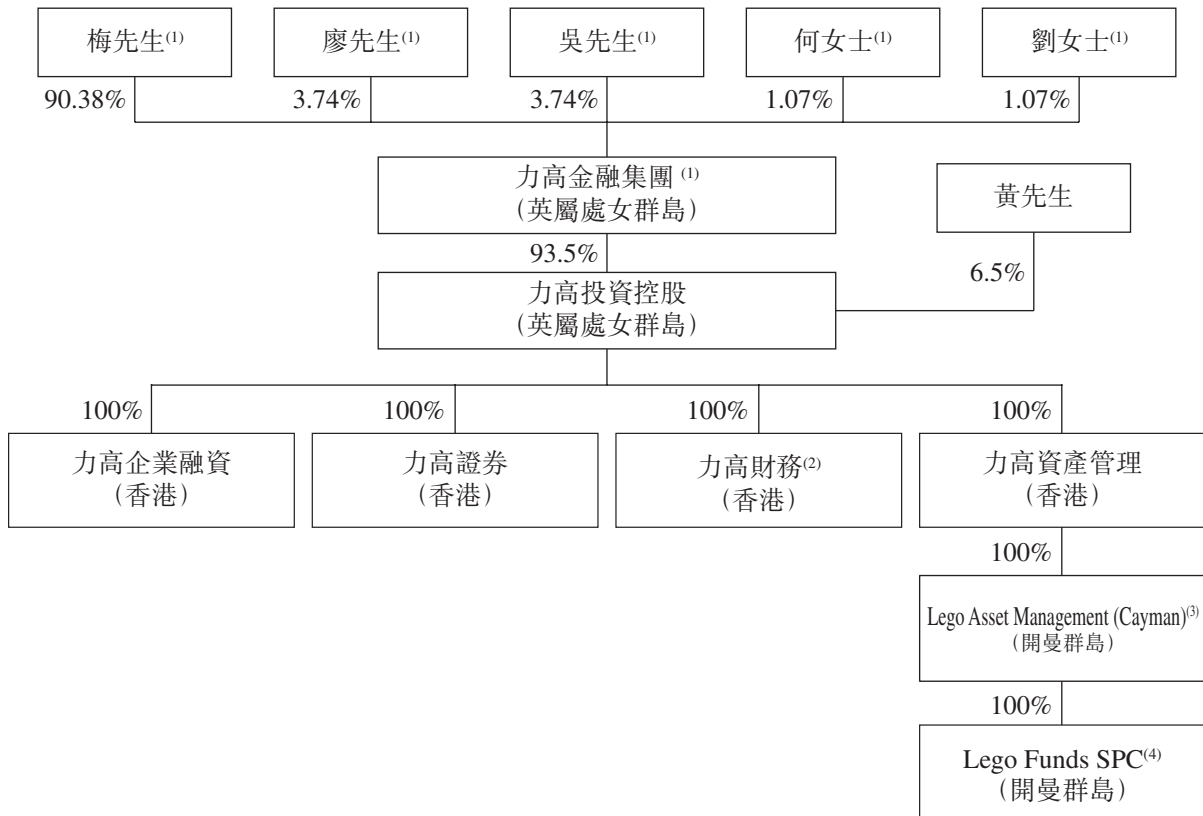 梅先生(1)
廖先生(1)
吳先生(1)
何女士(1)
劉女士(1)
90.38%
3.74%
3.74%
1.07%
1.07%
力高金融集團(1)
（英屬處女群島）
黃先生
93.5%
6.5%
力高投資控股
（英屬處女群島）
100%
100%
100%
100%
力高企業融資
（香港）
力高證券
（香港）
力高財務(2)
（香港）
力高資產管理
（香港）
100%
Lego Asset Management (Cayman)(3)
（開曼群島）
100%
Lego Funds SPC(4)
（開曼群島）